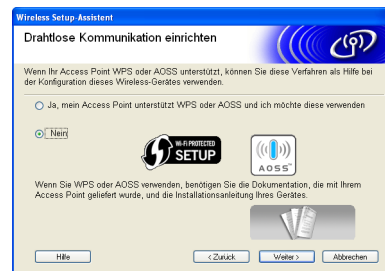 Wireless Setup-Assistent
Drahtlose Kommunikation einrichten
Wenn Ihr Access Point WPS oder AOSS unterstützt, können Sie diese Verfahren als Hilfe bei
der Konfiguration dieses Wireless-Gerätes verwenden.
Ja, mein Access Point unterstützt WPS oder AOSS und ich möchte diese verwenden
Nein
Wi-Fi PROTECTED
SETUP
AOSS™
Wenn Sie WPS oder AOSS verwenden, benötigen Sie die Dokumentation, die mit Ihrem
Access Point geliefert wurde, und die Installationsanleitung Ihres Gerätes.
Hilfe
< Zurück
Weiter >
Abbrechen